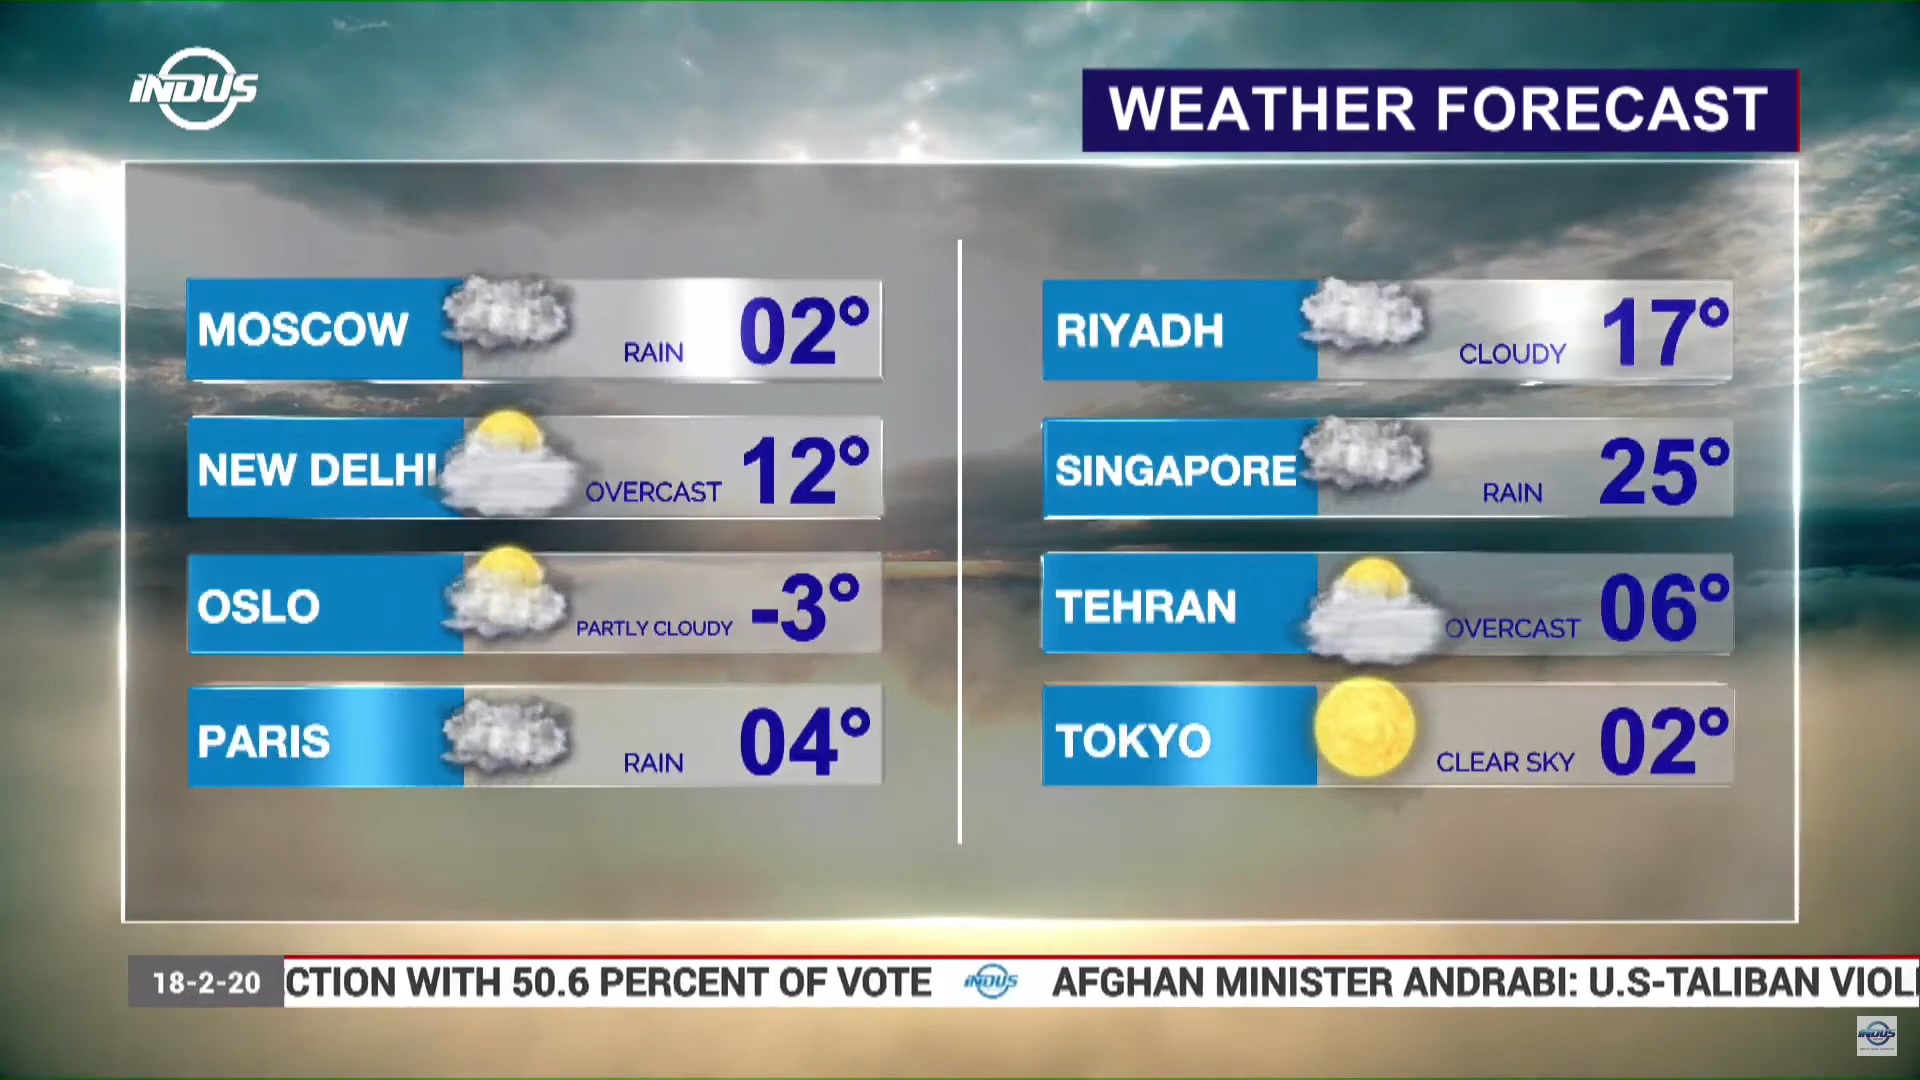 INDUS
WEATHER FORECAST
MOSCOW RAIN 02°
NEW DELHI OVERCAST 12°
OSLO PARTLY CLOUDY -3°
PARIS RAIN 04°
RIYADH CLOUDY 17°
SINGAPORE RAIN 25°
TEHRAN OVERCAST 06°
TOKYO CLEAR SKY 02°
18-2-20 CTION WITH 50.6 PERCENT OF VOTE INDUS AFGHAN MINISTER ANDRABI: U.S-TALIBAN VIOL
INDUS